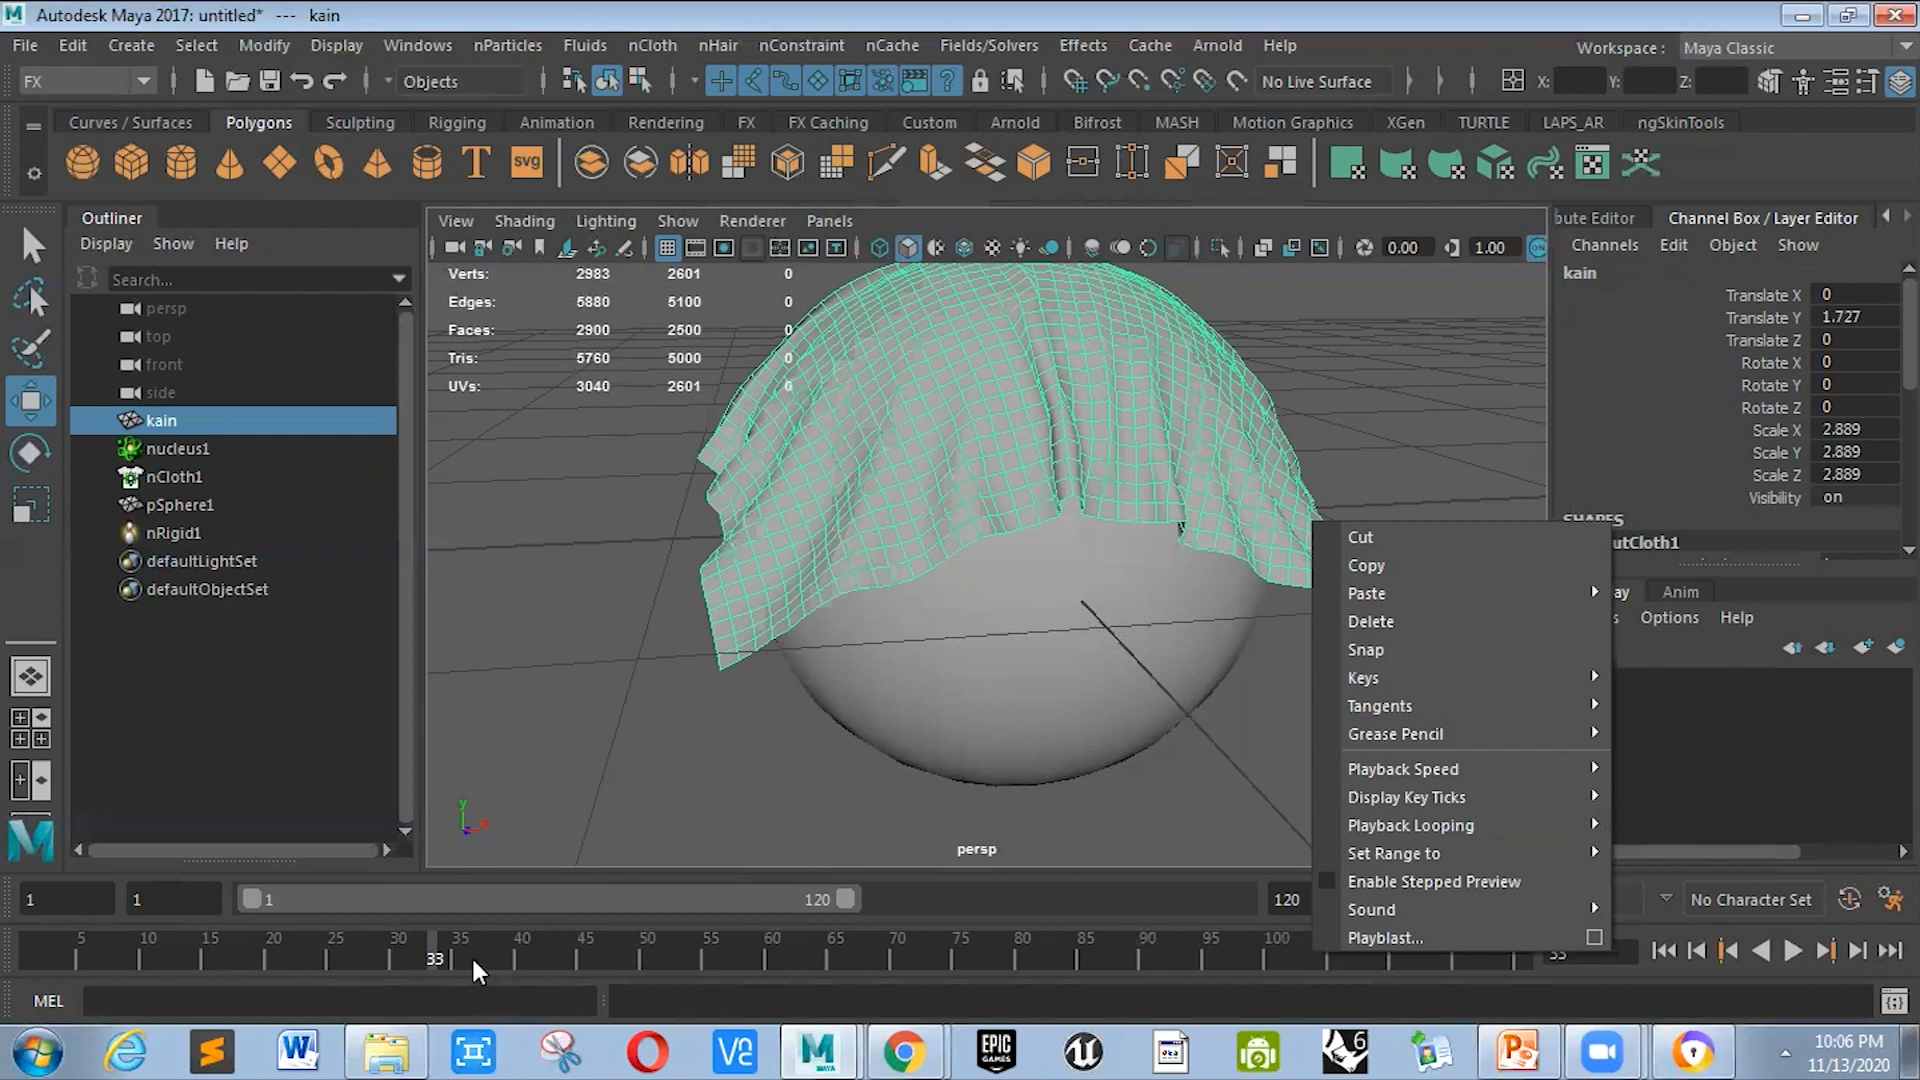 Autodesk Maya 2017: untitled* --- kain
File Edit Create Select Modify Display Windows nParticles Fluids nCloth nHair nConstraint nCache Fields/Solvers Effects Cache Arnold Help Workspace : Maya Classic
FX Objects No Live Surface X: Y: Z:
Curves / Surfaces Polygons Sculpting Rigging Animation Rendering FX FX Caching Custom Arnold Bifrost MASH Motion Graphics XGen TURTLE LAPS_AR ngSkinTools
T SVG
Outliner
Display Show Help
Search...
persp
top
front
side
kain
nucleus1
nCloth1
pSphere1
nRigid1
defaultLightSet
defaultObjectSet
View Shading Lighting Show Renderer Panels
0.00 1.00 ON
Verts: 2983 2601 0
Edges: 5880 5100 0
Faces: 2900 2500 0
Tris: 5760 5000 0
UVs: 3040 2601 0
y x
persp
bute Editor Channel Box / Layer Editor
Channels Edit Object Show
kain
Translate X 0
Translate Y 1.727
Translate Z 0
Rotate X 0
Rotate Y 0
Rotate Z 0
Scale X 2.889
Scale Y 2.889
Scale Z 2.889
Visibility on
SHAPES
utCloth1
ay Anim
s Options Help
Cut
Copy
Paste
Delete
Snap
Keys
Tangents
Grease Pencil
Playback Speed
Display Key Ticks
Playback Looping
Set Range to
Enable Stepped Preview
Sound
Playblast...
1 1 1 120 120 No Character Set
5 10 15 20 25 30 35 40 45 50 55 60 65 70 75 80 85 90 95 100
33 33
MEL
W VE M MAYA EPIC GAMES 6 P
10:06 PM
11/13/2020